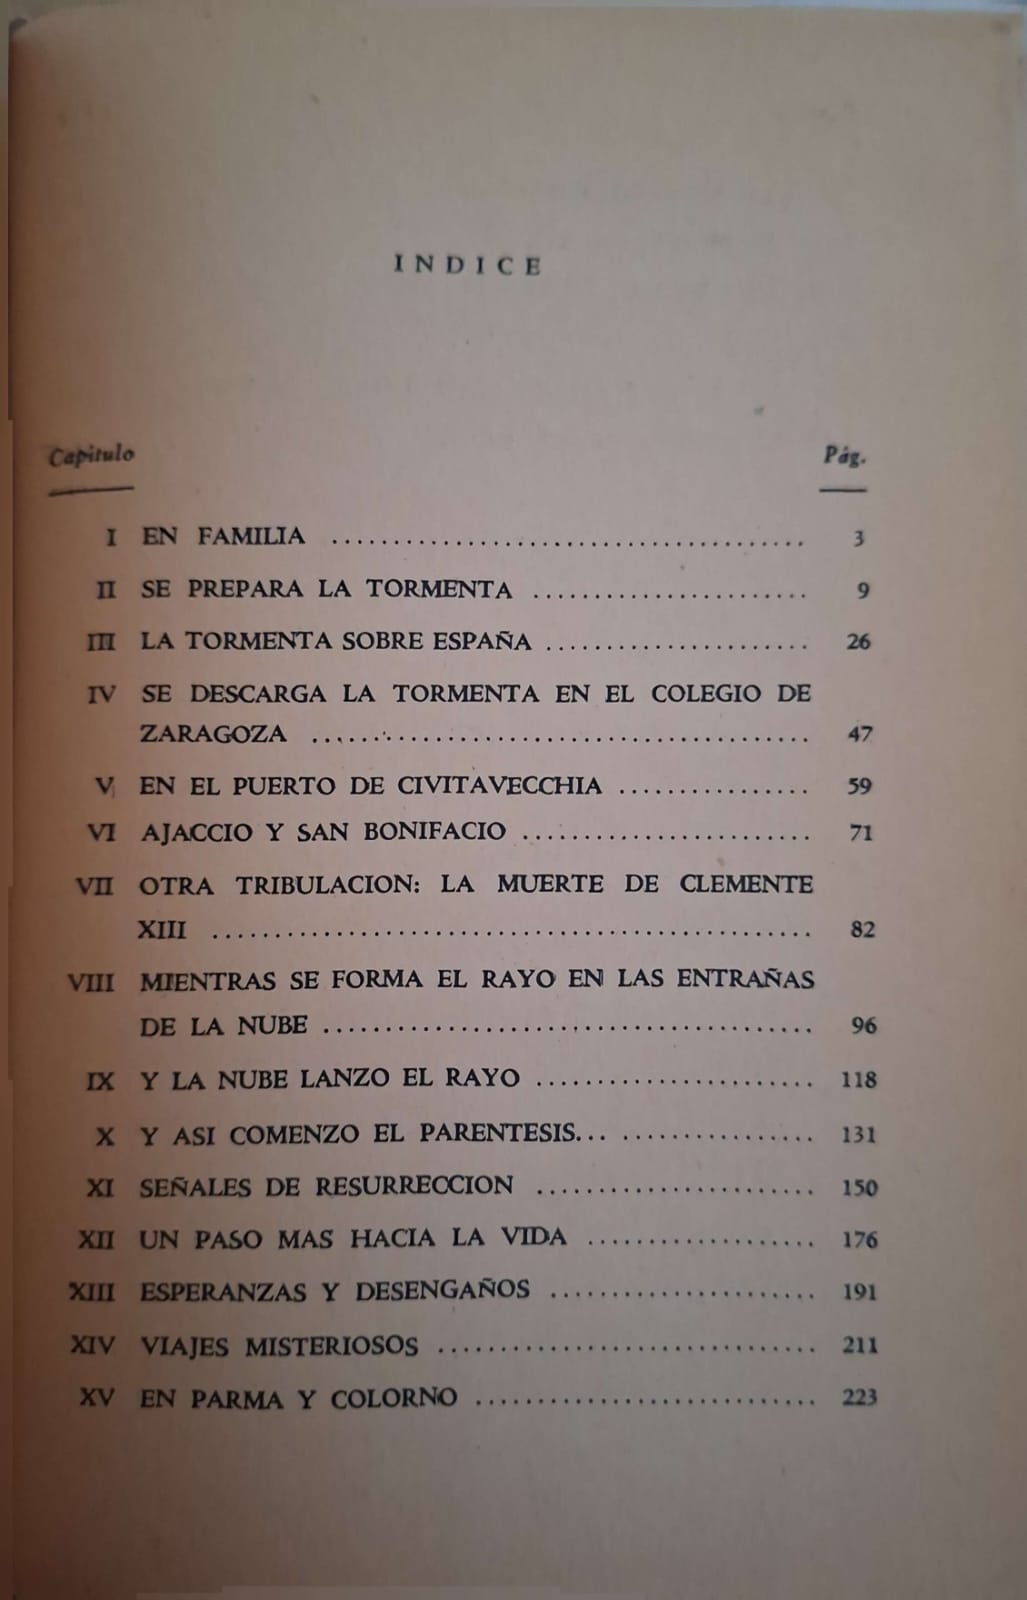 INDICE
Capitulo Pág.
I EN FAMILIA ........................................ 3
II SE PREPARA LA TORMENTA ....................... 9
III LA TORMENTA SOBRE ESPAÑA ...................... 26
IV SE DESCARGA LA TORMENTA EN EL COLEGIO DE
ZARAGOZA ........................................ 47
V EN EL PUERTO DE CIVITAVECCHIA ................ 59
VI AJACCIO Y SAN BONIFACIO ........................ 71
VII OTRA TRIBULACION: LA MUERTE DE CLEMENTE
XIII ................................................ 82
VIII MIENTRAS SE FORMA EL RAYO EN LAS ENTRAÑAS
DE LA NUBE ........................................ 96
IX Y LA NUBE LANZO EL RAYO ....................... 118
X Y ASI COMENZO EL PARENTESIS... ................ 131
XI SEÑALES DE RESURRECCION ....................... 150
XII UN PASO MAS HACIA LA VIDA ................... 176
XIII ESPERANZAS Y DESENGAÑOS ...................... 191
XIV VIAJES MISTERIOSOS ............................... 211
XV EN PARMA Y COLORNO ............................ 223